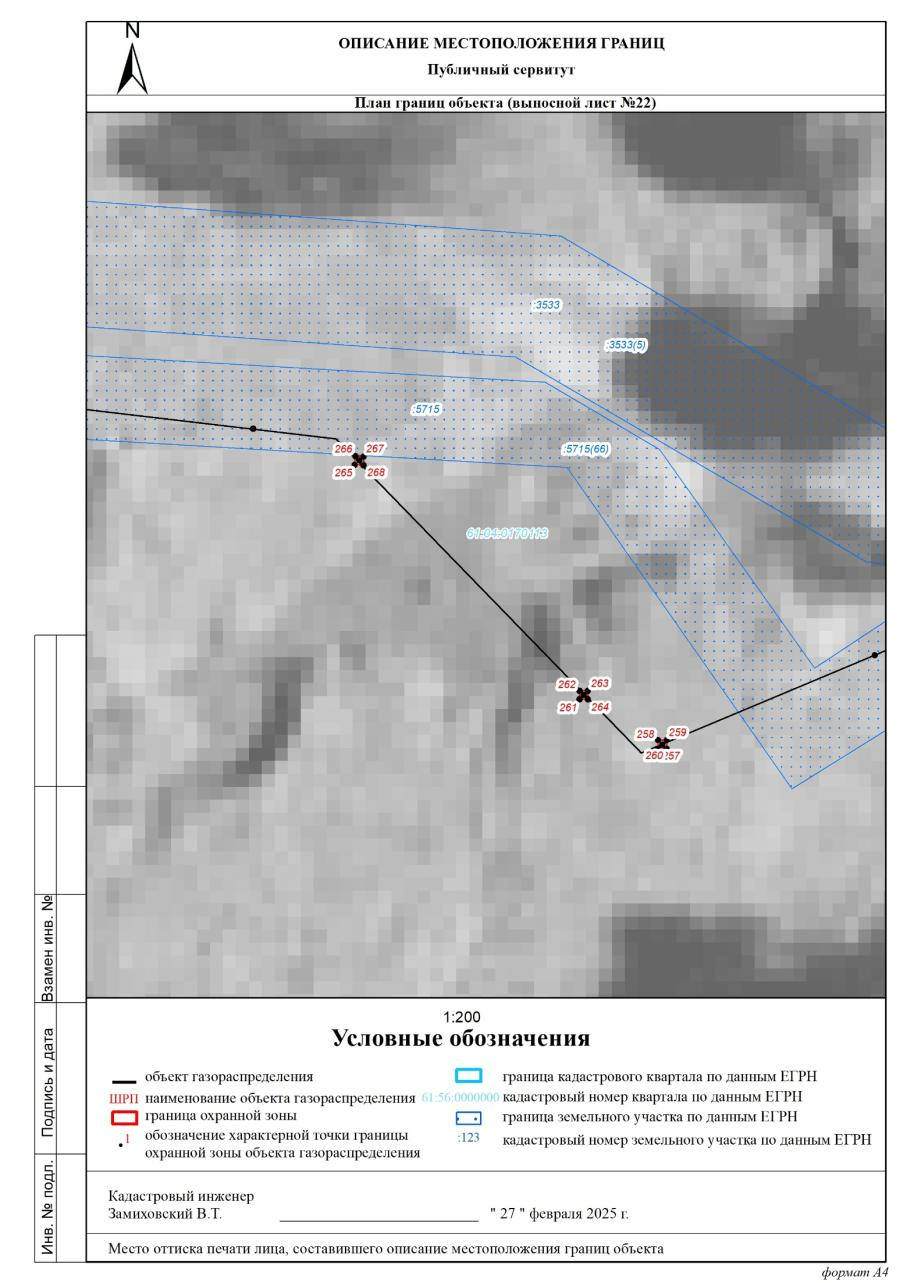 N
ОПИСАНИЕ МЕСТОПОЛОЖЕНИЯ ГРАНИЦ
Публичный сервитут
План границ объекта (выносной лист №22)
:3533
:3533(5)
:5715
:5715(66)
266 267
265 268
61:04:0170113
262 263
261 264
258 259
260 257
1:200
Условные обозначения
объект газораспределения
ШРП наименование объекта газораспределения
граница охранной зоны
1 обозначение характерной точки границы
охранной зоны объекта газораспределения
граница кадастрового квартала по данным ЕГРН
61:56:0000000 кадастровый номер квартала по данным ЕГРН
граница земельного участка по данным ЕГРН
:123 кадастровый номер земельного участка по данным ЕГРН
Кадастровый инженер
Замиховский В.Т. " 27 " февраля 2025 г.
Место оттиска печати лица, составившего описание местоположения границ объекта
формат А4
Взамен инв. №
Подпись и дата
Инв. № подл.